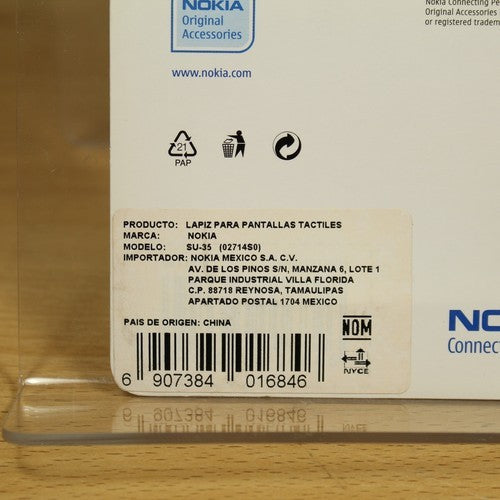 NOKIA
Original
Accessories
Nokia Connecting Pe
Original Accessories
or registered tradem
www.nokia.com
21
PAP
PRODUCTO: LAPIZ PARA PANTALLAS TACTILES
MARCA: NOKIA
MODELO: SU-35 (02714S0)
IMPORTADOR: NOKIA MEXICO S.A. C.V.
AV. DE LOS PINOS S/N, MANZANA 6, LOTE 1
PARQUE INDUSTRIAL VILLA FLORIDA
C.P. 88718 REYNOSA, TAMAULIPAS
APARTADO POSTAL 1704 MEXICO
PAIS DE ORIGEN: CHINA
NOM
NYCE
6 907384 016846
NO
Connect